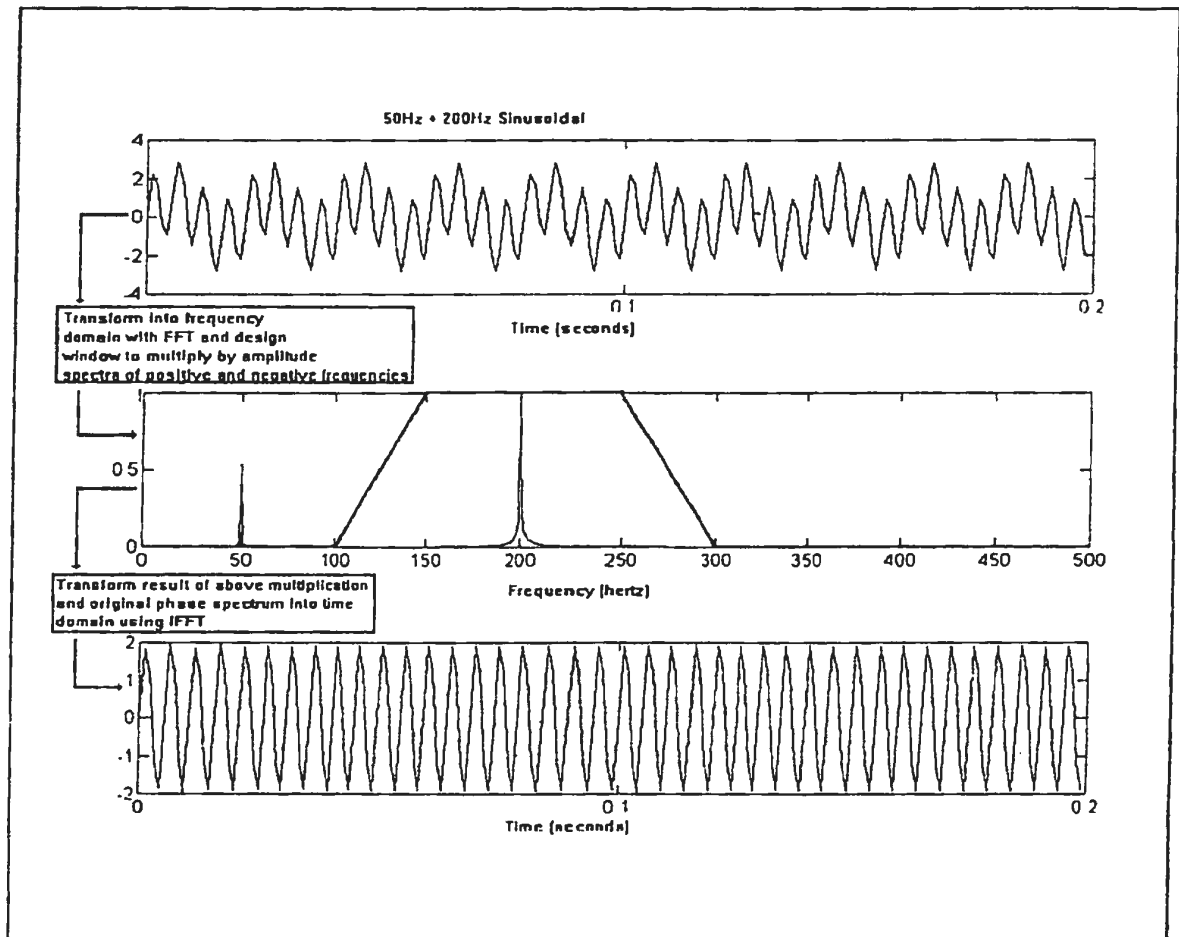 50Hz + 200Hz Sinusoidal
4
2
0
-2
-4
0 1
0 2
Time (seconds)
Transform into frequency
domain with FFT and design
window to multiply by amplitude
spectra of positive and negative frequencies
0 5
0
0 50 100 150 200 250 300 350 400 450 500
Frequency (hertz)
Transform result of above multiplication
and original phase spectrum into time
domain using IFFT
2
1
0
-1
-2
0
0 1
0 2
Time (seconds)